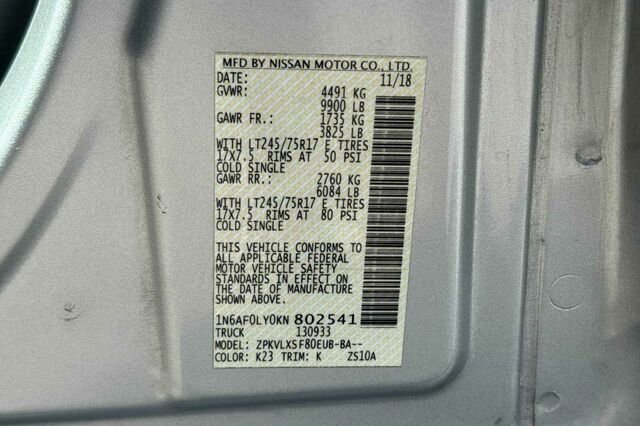 MFD BY NISSAN MOTOR CO., LTD.
DATE: 11/18
GVWR: 4491 KG
9900 LB
GAWR FR.: 1735 KG
3825 LB
WITH LT245/75R17 E TIRES
17X7.5, RIMS AT 50 PSI
COLD SINGLE
GAWR RR.: 2760 KG
6084 LB
WITH LT245/75R17 E TIRES
17X7.5, RIMS AT 80 PSI
COLD SINGLE
THIS VEHICLE CONFORMS TO
ALL APPLICABLE FEDERAL
MOTOR VEHICLE SAFETY
STANDARDS IN EFFECT ON
THE DATE OF MANUFACTURE
SHOWN ABOVE.
1N6AF0LY0KN 802541
TRUCK 130933
MODEL: ZPKVLXSF80EUB-BA--
COLOR: K23 TRIM: K ZS10A